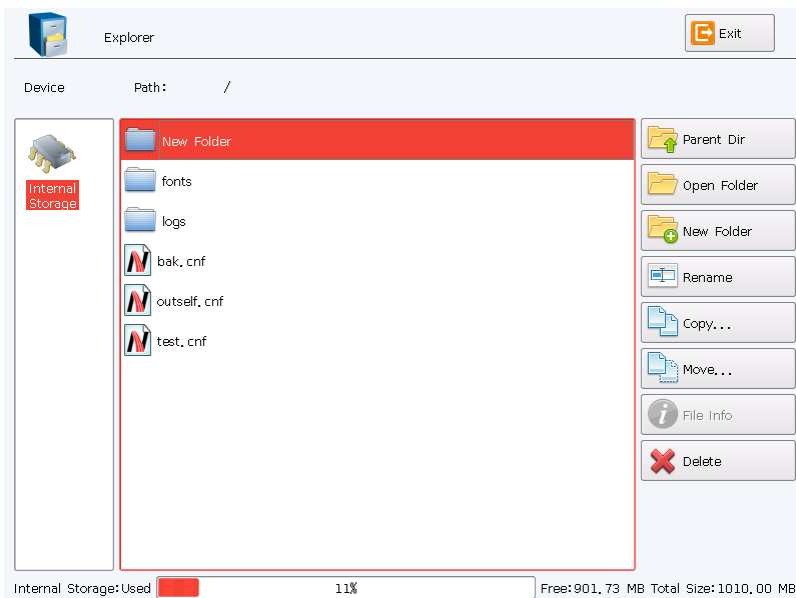 Explorer
Exit
Device
Path:
/
Internal
Storage
New Folder
fonts
logs
bak.cnf
outself.cnf
test.cnf
Parent Dir
Open Folder
New Folder
Rename
Copy...
Move...
File Info
Delete
Internal Storage:Used
11%
Free:901.73 MB Total Size:1010.00 MB